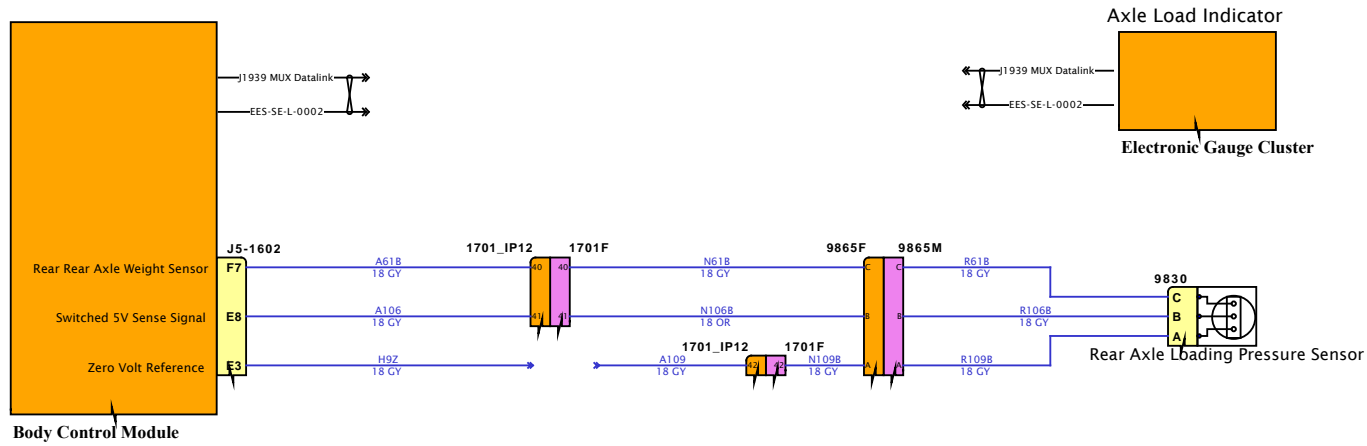 Axle Load Indicator
J1939 MUX Datalink
J1939 MUX Datalink
EES-SE-L-0002
EES-SE-L-0002
Electronic Gauge Cluster
J5-1602
1701_IP12
1701F
9865F
9865M
Rear Rear Axle Weight Sensor
F7
A61B
18 GY
40
40
N61B
18 GY
C
C
R61B
18 GY
9830
C
Switched 5V Sense Signal
E8
A106
18 GY
41
41
N106B
18 OR
B
B
R106B
18 GY
B
A
1701_IP12
1701F
Rear Axle Loading Pressure Sensor
Zero Volt Reference
E3
H9Z
18 GY
A109
18 GY
42
42
N109B
18 GY
A
A
R109B
18 GY
Body Control Module